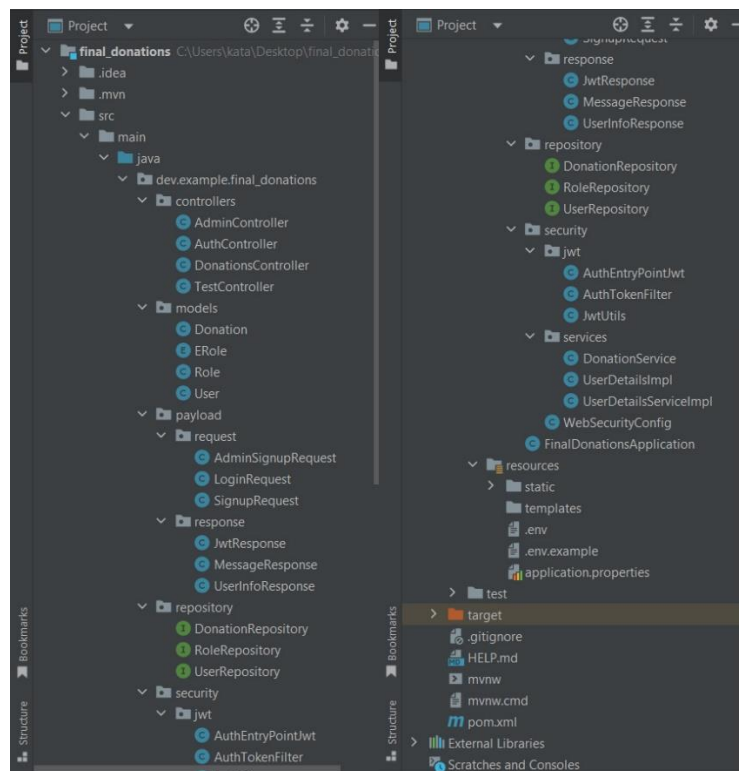 Project
Project
final_donations C:\Users\kata\Desktop\final_donatio
.idea
.mvn
src
main
java
dev.example.final_donations
controllers
AdminController
AuthController
DonationsController
TestController
models
Donation
ERole
Role
User
payload
request
AdminSignupRequest
LoginRequest
SignupRequest
response
JwtResponse
MessageResponse
UserInfoResponse
repository
DonationRepository
RoleRepository
UserRepository
security
jwt
AuthEntryPointJwt
AuthTokenFilter
Bookmarks
Structure
Project
Project
SignupRequest
response
JwtResponse
MessageResponse
UserInfoResponse
repository
DonationRepository
RoleRepository
UserRepository
security
jwt
AuthEntryPointJwt
AuthTokenFilter
JwtUtils
services
DonationService
UserDetailsImpl
UserDetailsServiceImpl
WebSecurityConfig
FinalDonationsApplication
resources
static
templates
.env
.env.example
application.properties
test
target
.gitignore
HELP.md
mvnw
mvnw.cmd
pom.xml
External Libraries
Scratches and Consoles
Bookmarks
Structure